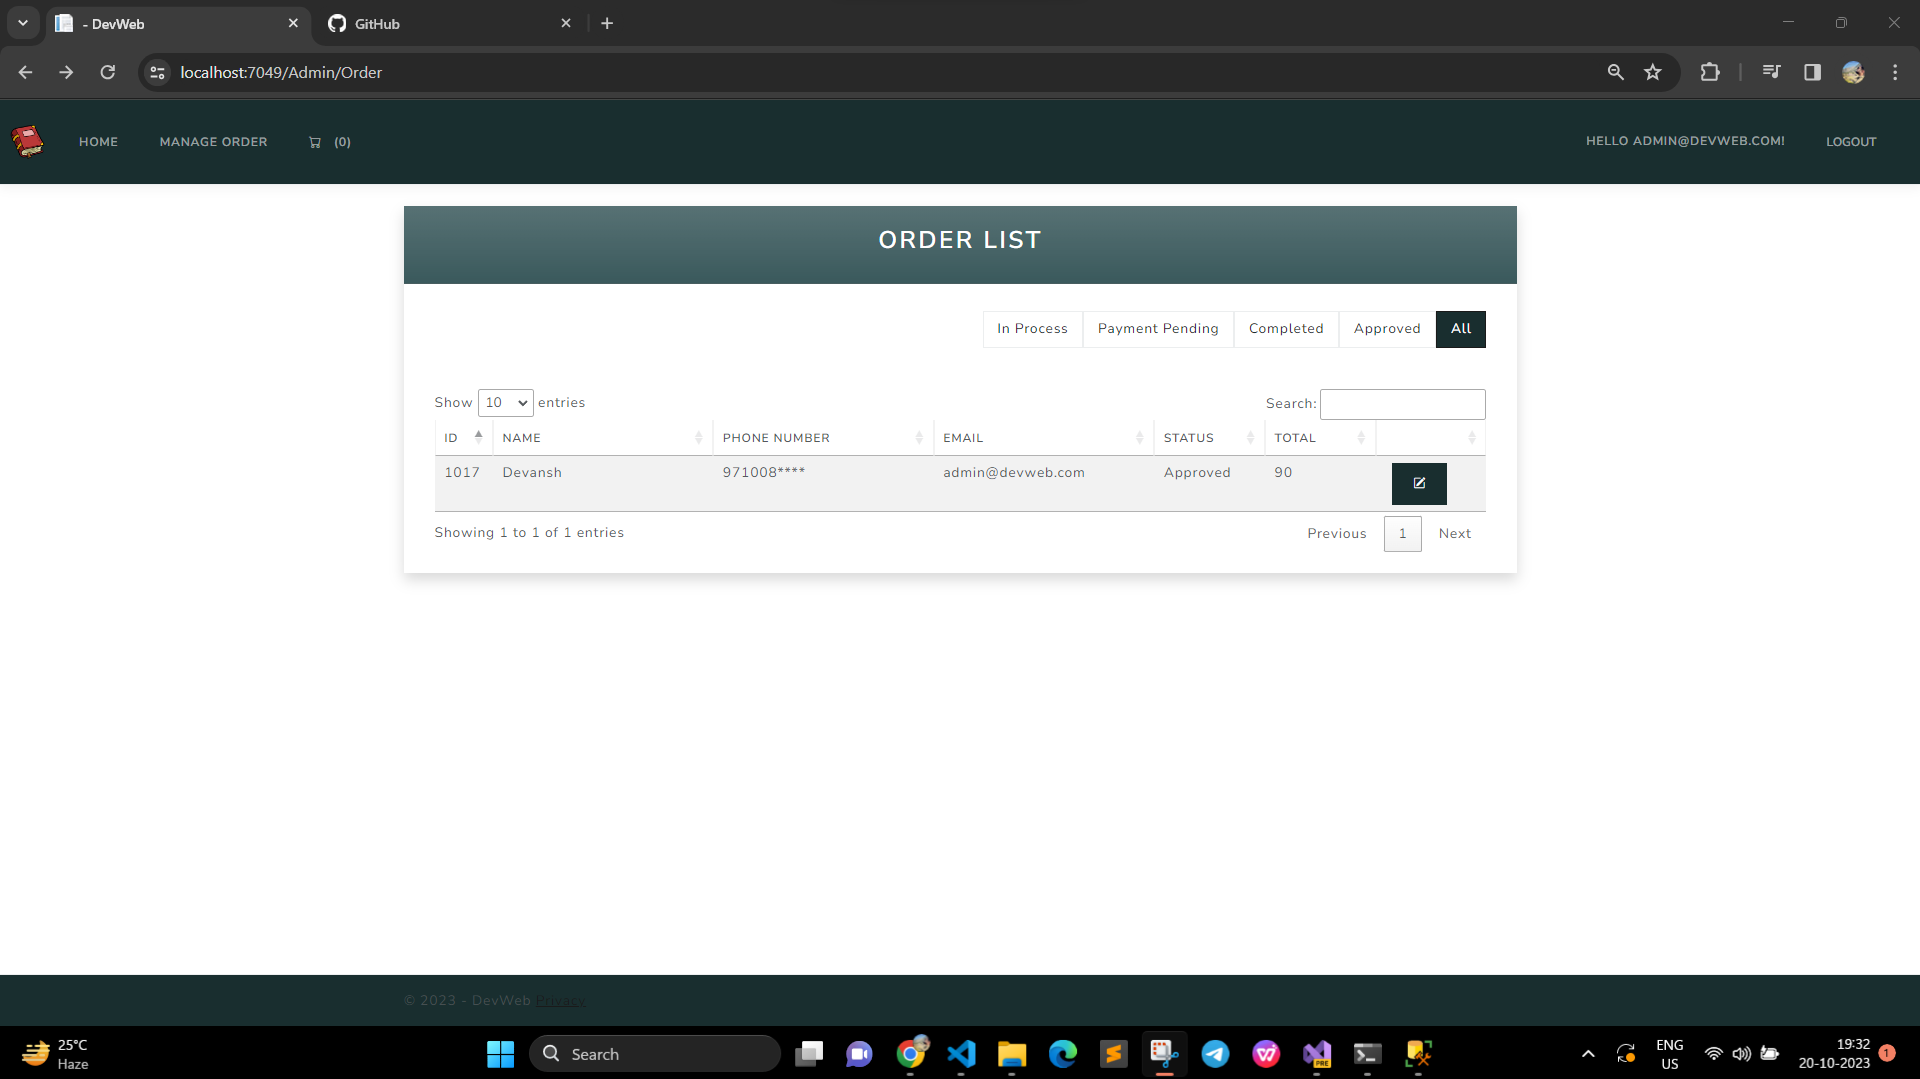 - DevWeb
GitHub
localhost:7049/Admin/Order
HOME
MANAGE ORDER
(0)
HELLO ADMIN@DEVWEB.COM!
LOGOUT
ORDER LIST
In Process
Payment Pending
Completed
Approved
All
Show 10 entries
Search:
ID NAME PHONE NUMBER EMAIL STATUS TOTAL
1017 Devansh 971008**** admin@devweb.com Approved 90
Showing 1 to 1 of 1 entries
Previous 1 Next
© 2023 - DevWeb Privacy
25°C
Haze
Search
PRE
ENG
US
19:32
20-10-2023
1